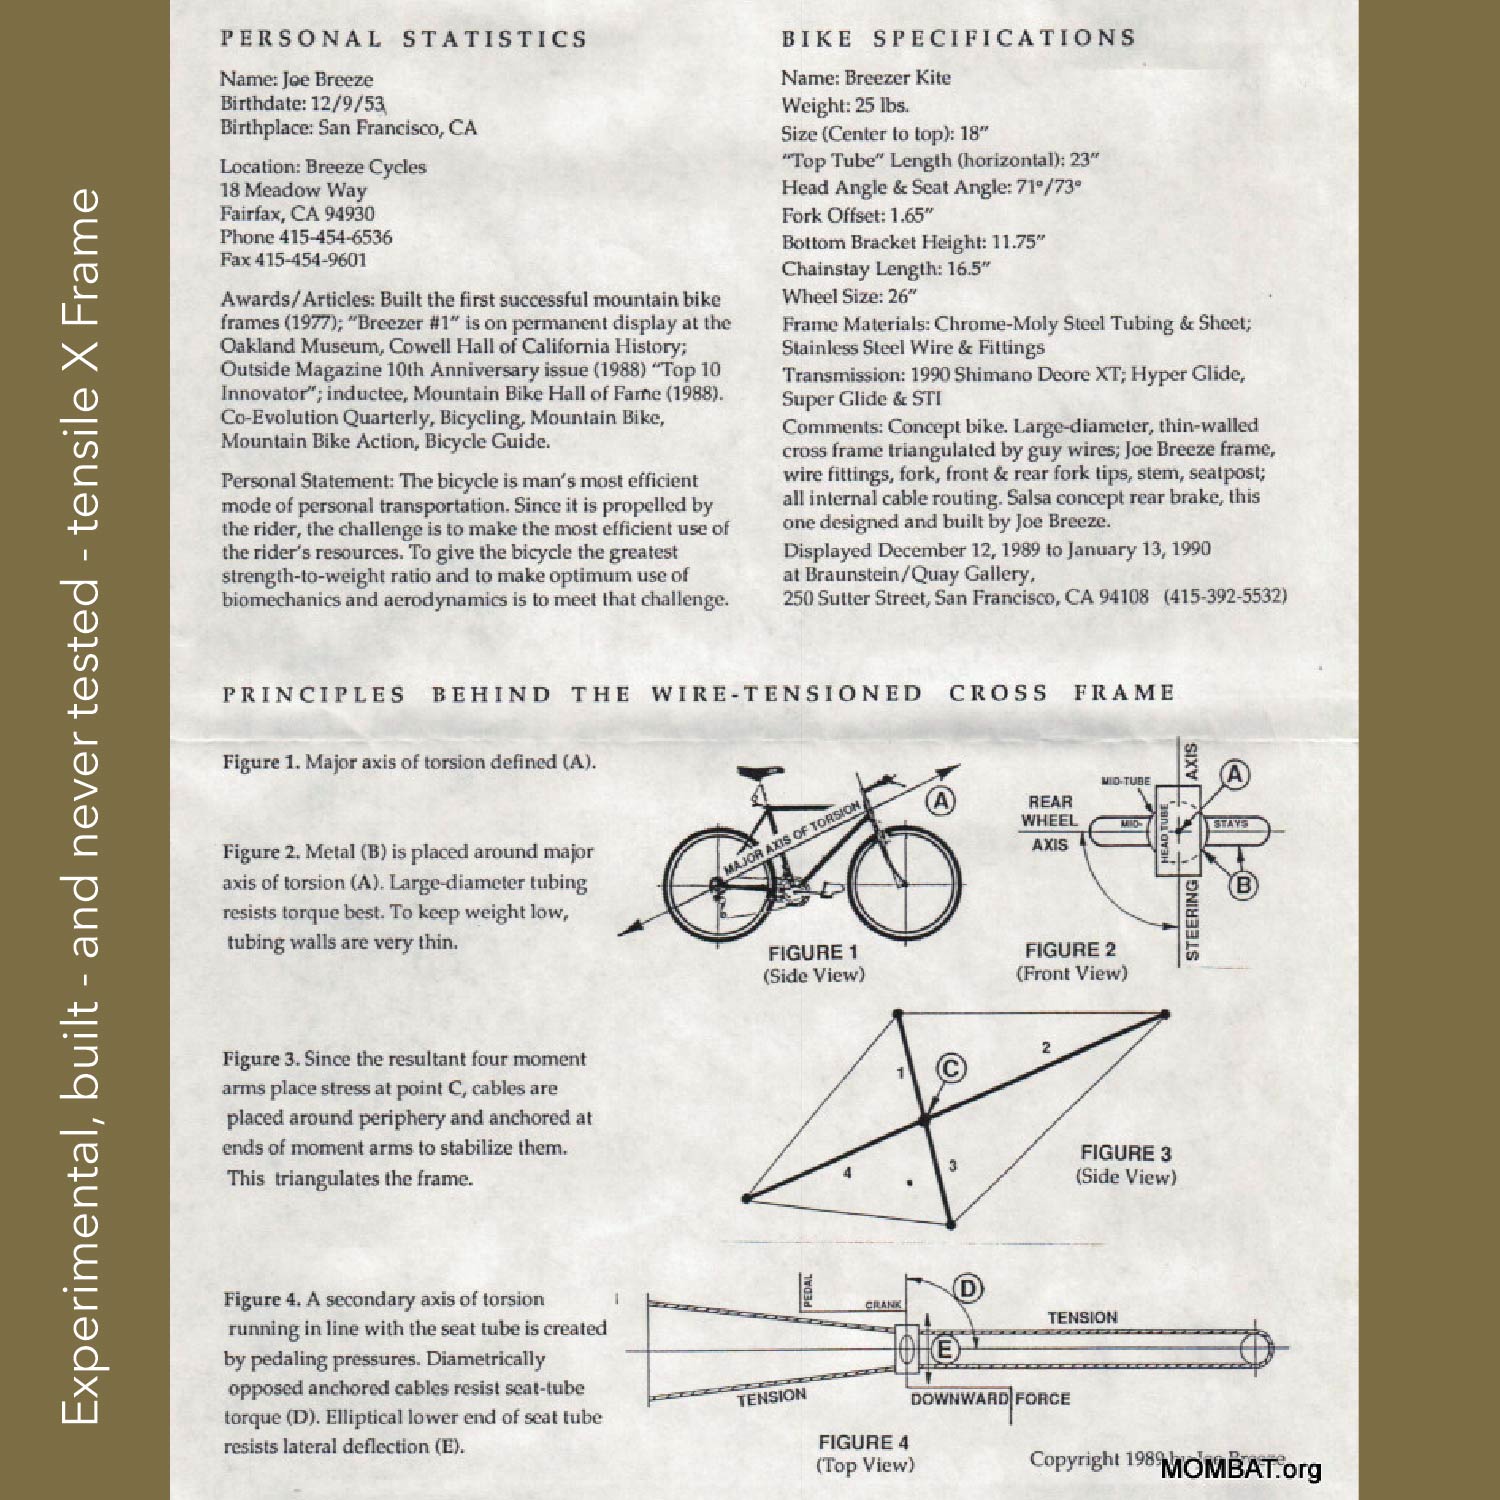 Experimental, built - and never tested - tensile X Frame
PERSONAL STATISTICS
Name: Joe Breeze
Birthdate: 12/9/53
Birthplace: San Francisco, CA
Location: Breeze Cycles
18 Meadow Way
Fairfax, CA 94930
Phone 415-454-6536
Fax 415-454-9601
Awards/Articles: Built the first successful mountain bike
frames (1977); "Breezer #1" is on permanent display at the
Oakland Museum, Cowell Hall of California History;
Outside Magazine 10th Anniversary issue (1988) "Top 10
Innovator"; inductee, Mountain Bike Hall of Fame (1988).
Co-Evolution Quarterly, Bicycling, Mountain Bike,
Mountain Bike Action, Bicycle Guide.
Personal Statement: The bicycle is man's most efficient
mode of personal transportation. Since it is propelled by
the rider, the challenge is to make the most efficient use of
the rider's resources. To give the bicycle the greatest
strength-to-weight ratio and to make optimum use of
biomechanics and aerodynamics is to meet that challenge.
BIKE SPECIFICATIONS
Name: Breezer Kite
Weight: 25 lbs.
Size (Center to top): 18"
"Top Tube" Length (horizontal): 23"
Head Angle & Seat Angle: 71°/73°
Fork Offset: 1.65"
Bottom Bracket Height: 11.75"
Chainstay Length: 16.5"
Wheel Size: 26"
Frame Materials: Chrome-Moly Steel Tubing & Sheet;
Stainless Steel Wire & Fittings
Transmission: 1990 Shimano Deore XT; Hyper Glide,
Super Glide & STI
Comments: Concept bike. Large-diameter, thin-walled
cross frame triangulated by guy wires; Joe Breeze frame,
wire fittings, fork, front & rear fork tips, stem, seatpost;
all internal cable routing. Salsa concept rear brake, this
one designed and built by Joe Breeze.
Displayed December 12, 1989 to January 13, 1990
at Braunstein/Quay Gallery,
250 Sutter Street, San Francisco, CA 94108 (415-392-5532)
PRINCIPLES BEHIND THE WIRE-TENSIONED CROSS FRAME
Figure 1. Major axis of torsion defined (A).
Figure 2. Metal (B) is placed around major
axis of torsion (A). Large-diameter tubing
resists torque best. To keep weight low,
tubing walls are very thin.
MAJOR AXIS OF TORSION
A
FIGURE 1
(Side View)
MID-TUBE
AXIS
A
REAR
WHEEL
AXIS
MID-
HEAD TUBE
STAYS
B
STEERING
FIGURE 2
(Front View)
Figure 3. Since the resultant four moment
arms place stress at point C, cables are
placed around periphery and anchored at
ends of moment arms to stabilize them.
This triangulates the frame.
1
2
C
3
4
FIGURE 3
(Side View)
Figure 4. A secondary axis of torsion
running in line with the seat tube is created
by pedaling pressures. Diametrically
opposed anchored cables resist seat-tube
torque (D). Elliptical lower end of seat tube
resists lateral deflection (E).
PEDAL
CRANK
D
TENSION
E
TENSION
DOWNWARD FORCE
FIGURE 4
(Top View)
Copyright 1989 by Joe Breeze
MOMBAT.org